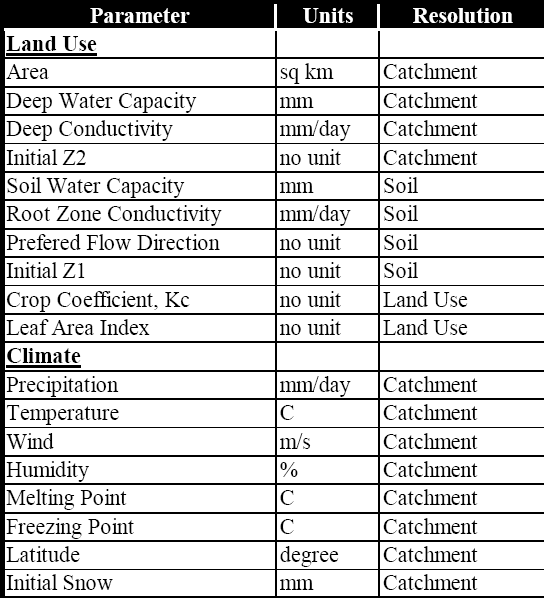 Parameter Units Resolution
Land Use
Area sq km Catchment
Deep Water Capacity mm Catchment
Deep Conductivity mm/day Catchment
Initial Z2 no unit Catchment
Soil Water Capacity mm Soil
Root Zone Conductivity mm/day Soil
Prefered Flow Direction no unit Soil
Initial Z1 no unit Soil
Crop Coefficient, Kc no unit Land Use
Leaf Area Index no unit Land Use
Climate
Precipitation mm/day Catchment
Temperature C Catchment
Wind m/s Catchment
Humidity % Catchment
Melting Point C Catchment
Freezing Point C Catchment
Latitude degree Catchment
Initial Snow mm Catchment